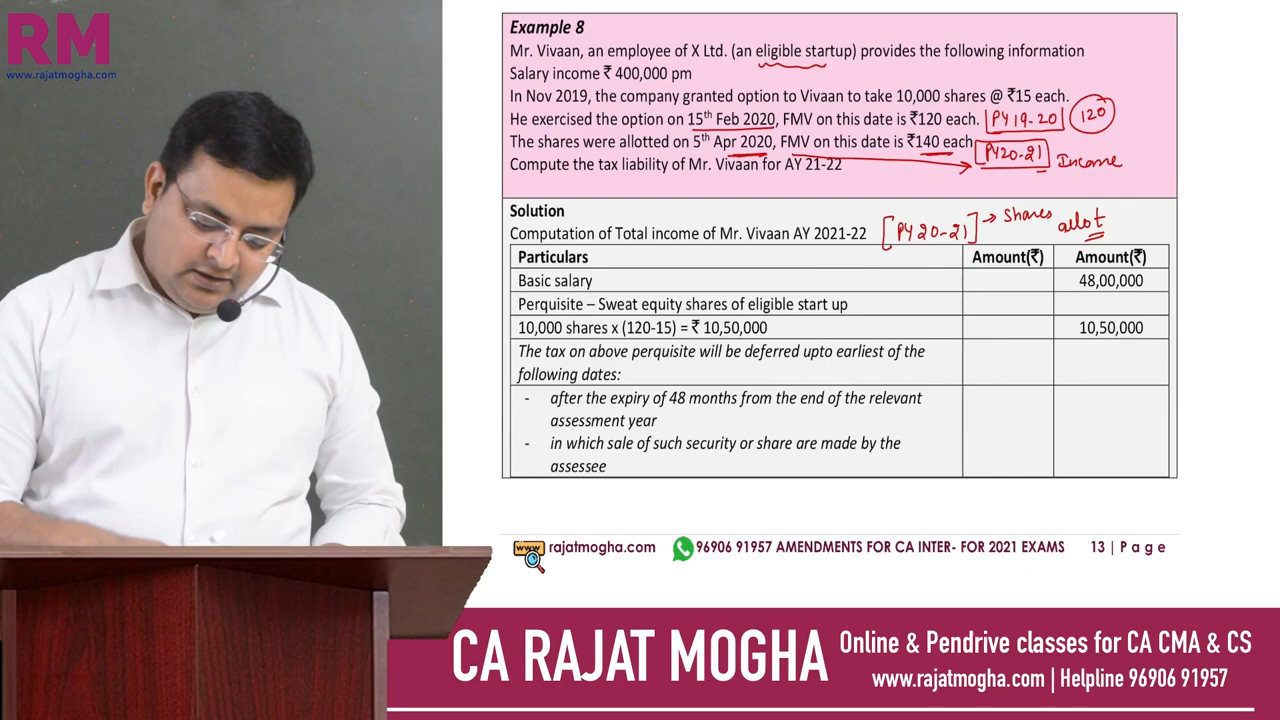 RM
www.rajatmogha.com
Example 8
Mr. Vivaan, an employee of X Ltd. (an eligible startup) provides the following information
Salary income ₹ 400,000 pm
In Nov 2019, the company granted option to Vivaan to take 10,000 shares @ ₹15 each.
He exercised the option on 15th Feb 2020, FMV on this date is ₹120 each. PY 19-20 120
The shares were allotted on 5th Apr 2020, FMV on this date is ₹140 each PY 20-21 Income
Compute the tax liability of Mr. Vivaan for AY 21-22
Solution
Computation of Total income of Mr. Vivaan AY 2021-22 [PY 20-21] → Shares allot
Particulars Amount(₹) Amount(₹)
Basic salary 48,00,000
Perquisite – Sweat equity shares of eligible start up
10,000 shares x (120-15) = ₹ 10,50,000 10,50,000
The tax on above perquisite will be deferred upto earliest of the
following dates:
- after the expiry of 48 months from the end of the relevant
assessment year
- in which sale of such security or share are made by the
assessee
www rajatmogha.com 96906 91957 AMENDMENTS FOR CA INTER- FOR 2021 EXAMS 13 | Page
CA RAJAT MOGHA
Online & Pendrive classes for CA CMA & CS
www.rajatmogha.com | Helpline 96906 91957